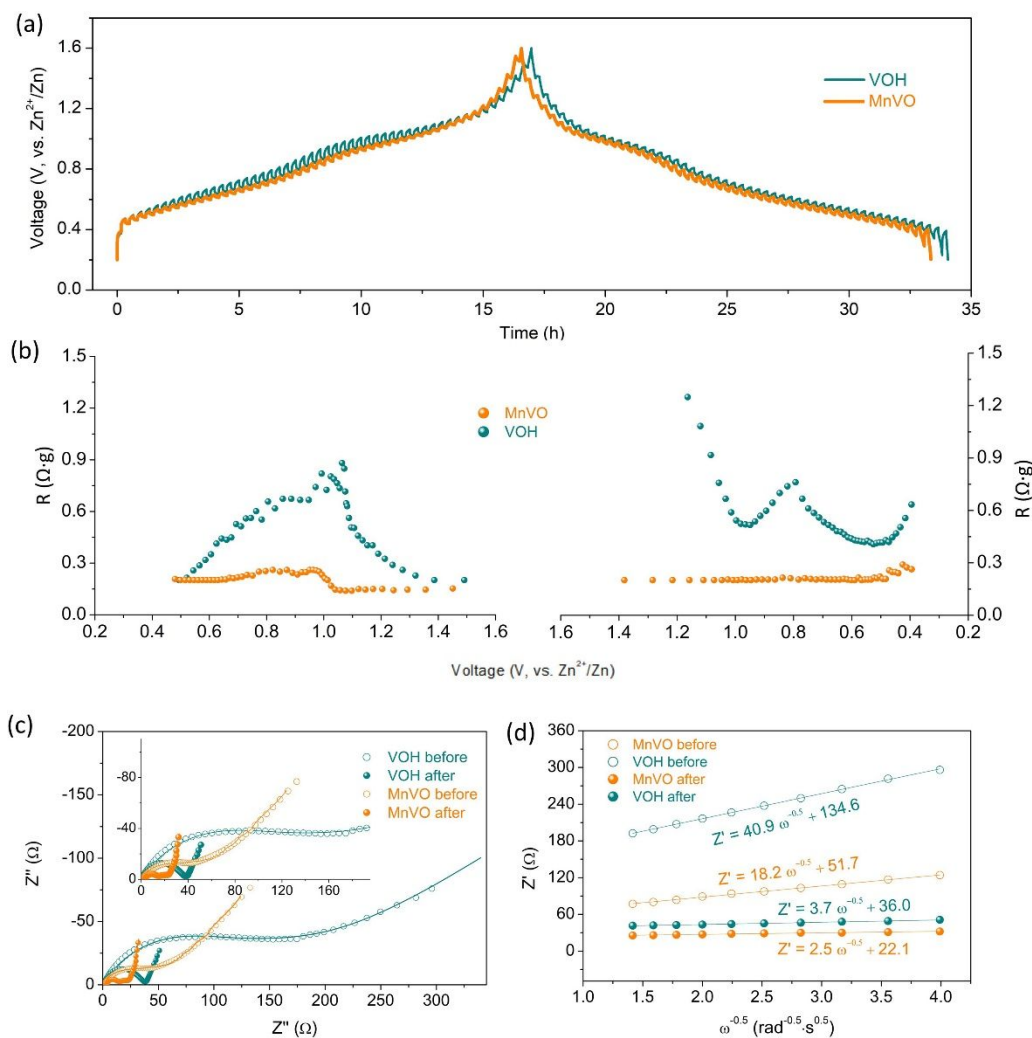 (a)
1.6
1.2
0.8
0.4
0.0
Voltage (V, vs. Zn²⁺/Zn)
VOH
MnVO
0 5 10 15 20 25 30 35
Time (h)
(b)
1.5
1.2
0.9
0.6
0.3
0.0
R (Ω·g)
MnVO
VOH
0.2 0.4 0.6 0.8 1.0 1.2 1.4 1.6
1.5
1.2
0.9
0.6
0.3
0.0
R (Ω·g)
1.6 1.4 1.2 1.0 0.8 0.6 0.4 0.2
Voltage (V, vs. Zn²⁺/Zn)
(c)
-200
-150
-100
-50
0
Z" (Ω)
-80
-40
0
0 40 80 120 160
VOH before
VOH after
MnVO before
MnVO after
0 50 100 150 200 250 300
Z" (Ω)
(d)
360
300
240
180
120
60
0
Z' (Ω)
MnVO before
VOH before
MnVO after
VOH after
Z' = 40.9 ω⁻⁰·⁵ + 134.6
Z' = 18.2 ω⁻⁰·⁵ + 51.7
Z' = 3.7 ω⁻⁰·⁵ + 36.0
Z' = 2.5 ω⁻⁰·⁵ + 22.1
1.0 1.5 2.0 2.5 3.0 3.5 4.0
ω⁻⁰·⁵ (rad⁻⁰·⁵·s⁰·⁵)